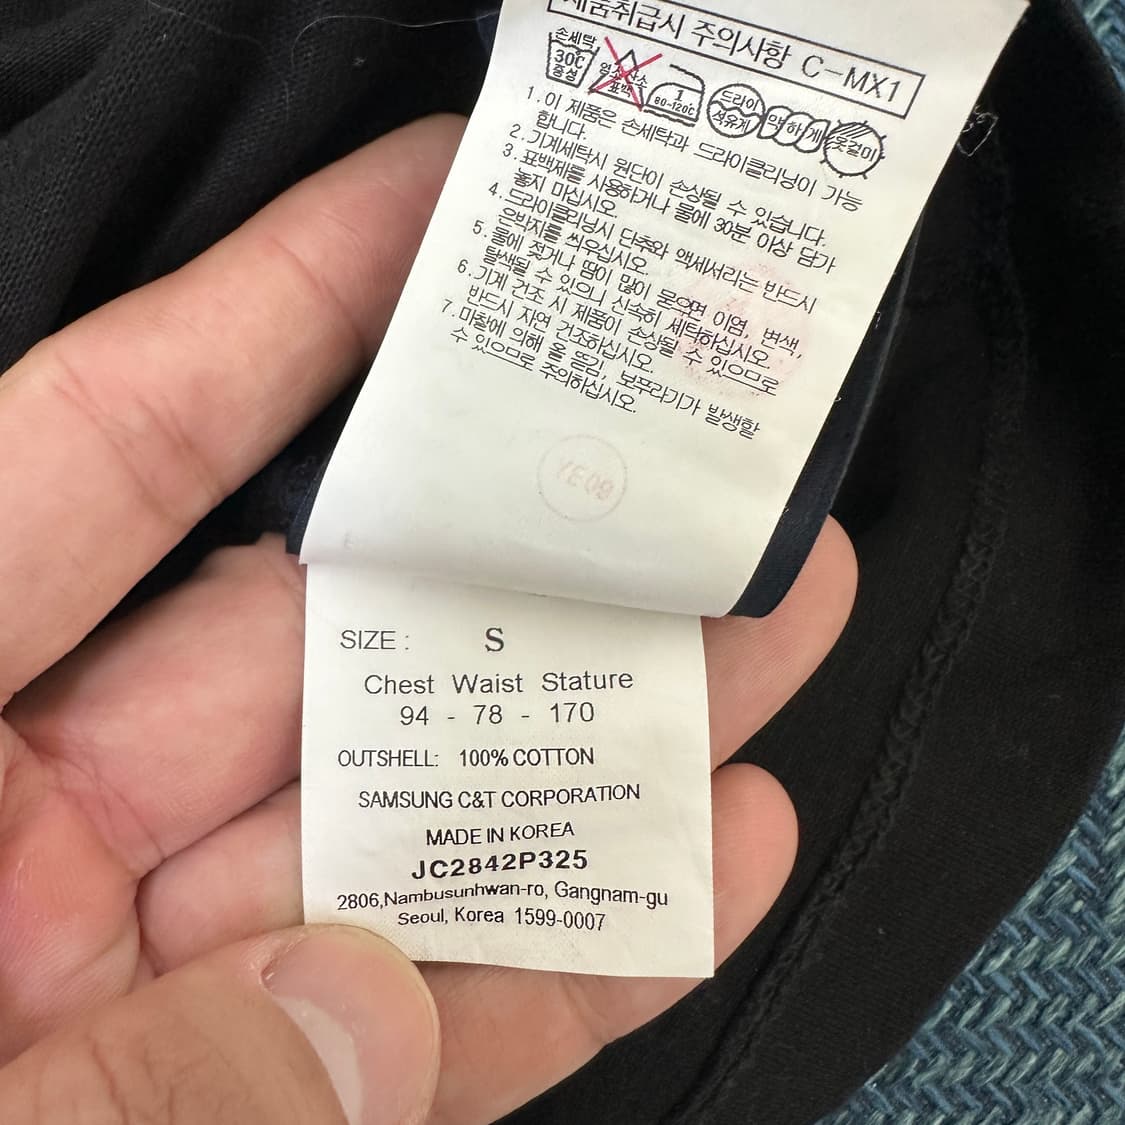 제품취급시 주의사항 C-MX1
손세탁
30℃
중성
염소산소
표백
1
80-120℃
드라이
석유계
약하게
옷걸이
1. 이 제품은 손세탁과 드라이클리닝이 가능
합니다.
2. 기계세탁시 원단이 손상될 수 있습니다.
3. 표백제를 사용하거나 물에 30분 이상 담가
놓지 마십시오.
4. 드라이클리닝시 단추와 액세서리는 반드시
은박지를 씌우십시오.
5. 물에 젖거나 땀이 많이 묻으면 이염, 변색,
탈색될 수 있으니 신속히 세탁하십시오.
6. 기계 건조 시 제품이 손상될 수 있으므로
반드시 자연 건조하십시오.
7. 마찰에 의해 올 뜯김, 보푸라기가 발생할
수 있으므로 주의하십시오.
SIZE : S
Chest Waist Stature
94 - 78 - 170
OUTSHELL: 100% COTTON
SAMSUNG C&T CORPORATION
MADE IN KOREA
JC2842P325
2806,Nambusunhwan-ro, Gangnam-gu
Seoul, Korea 1599-0007